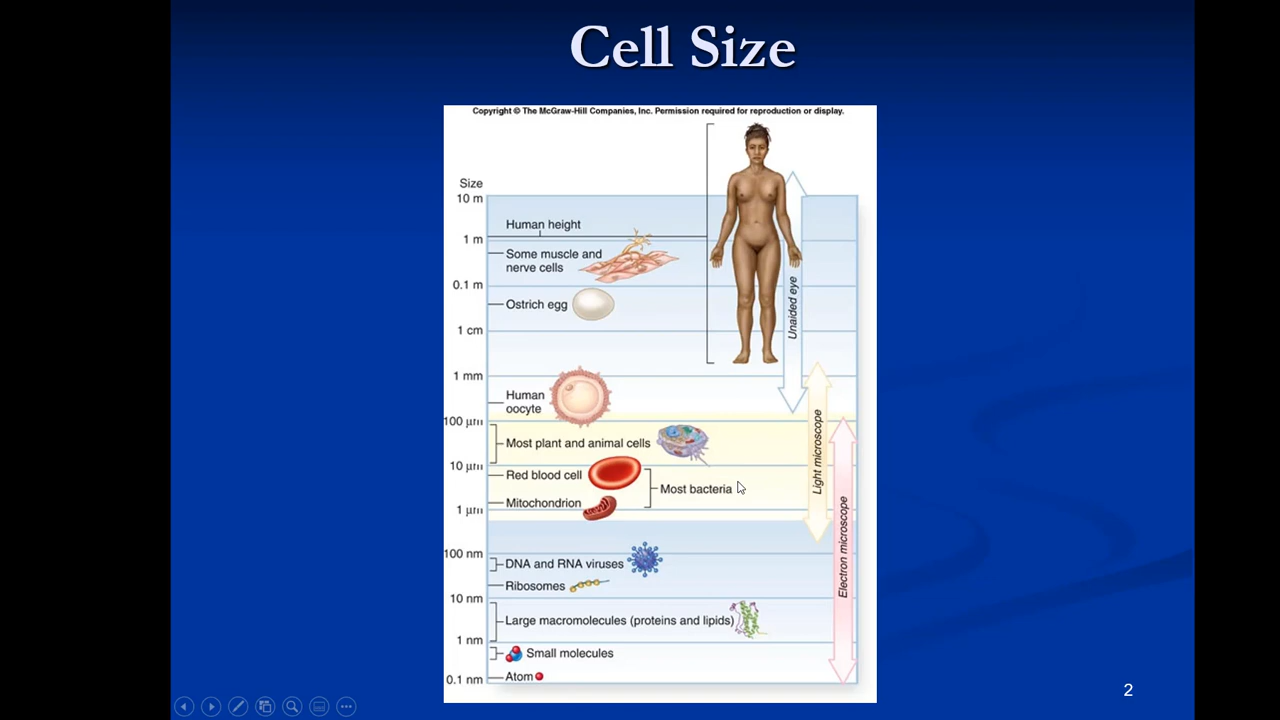 Cell Size
Copyright © The McGraw-Hill Companies, Inc. Permission required for reproduction or display.
Size
10 m
Human height
1 m
Some muscle and
nerve cells
0.1 m
Ostrich egg
Unaided eye
1 cm
1 mm
Human
oocyte
100 µm
Most plant and animal cells
Light microscope
10 µm
Red blood cell
Most bacteria
Mitochondrion
1 µm
Electron microscope
100 nm
DNA and RNA viruses
Ribosomes
10 nm
Large macromolecules (proteins and lipids)
1 nm
Small molecules
Atom
0.1 nm
2